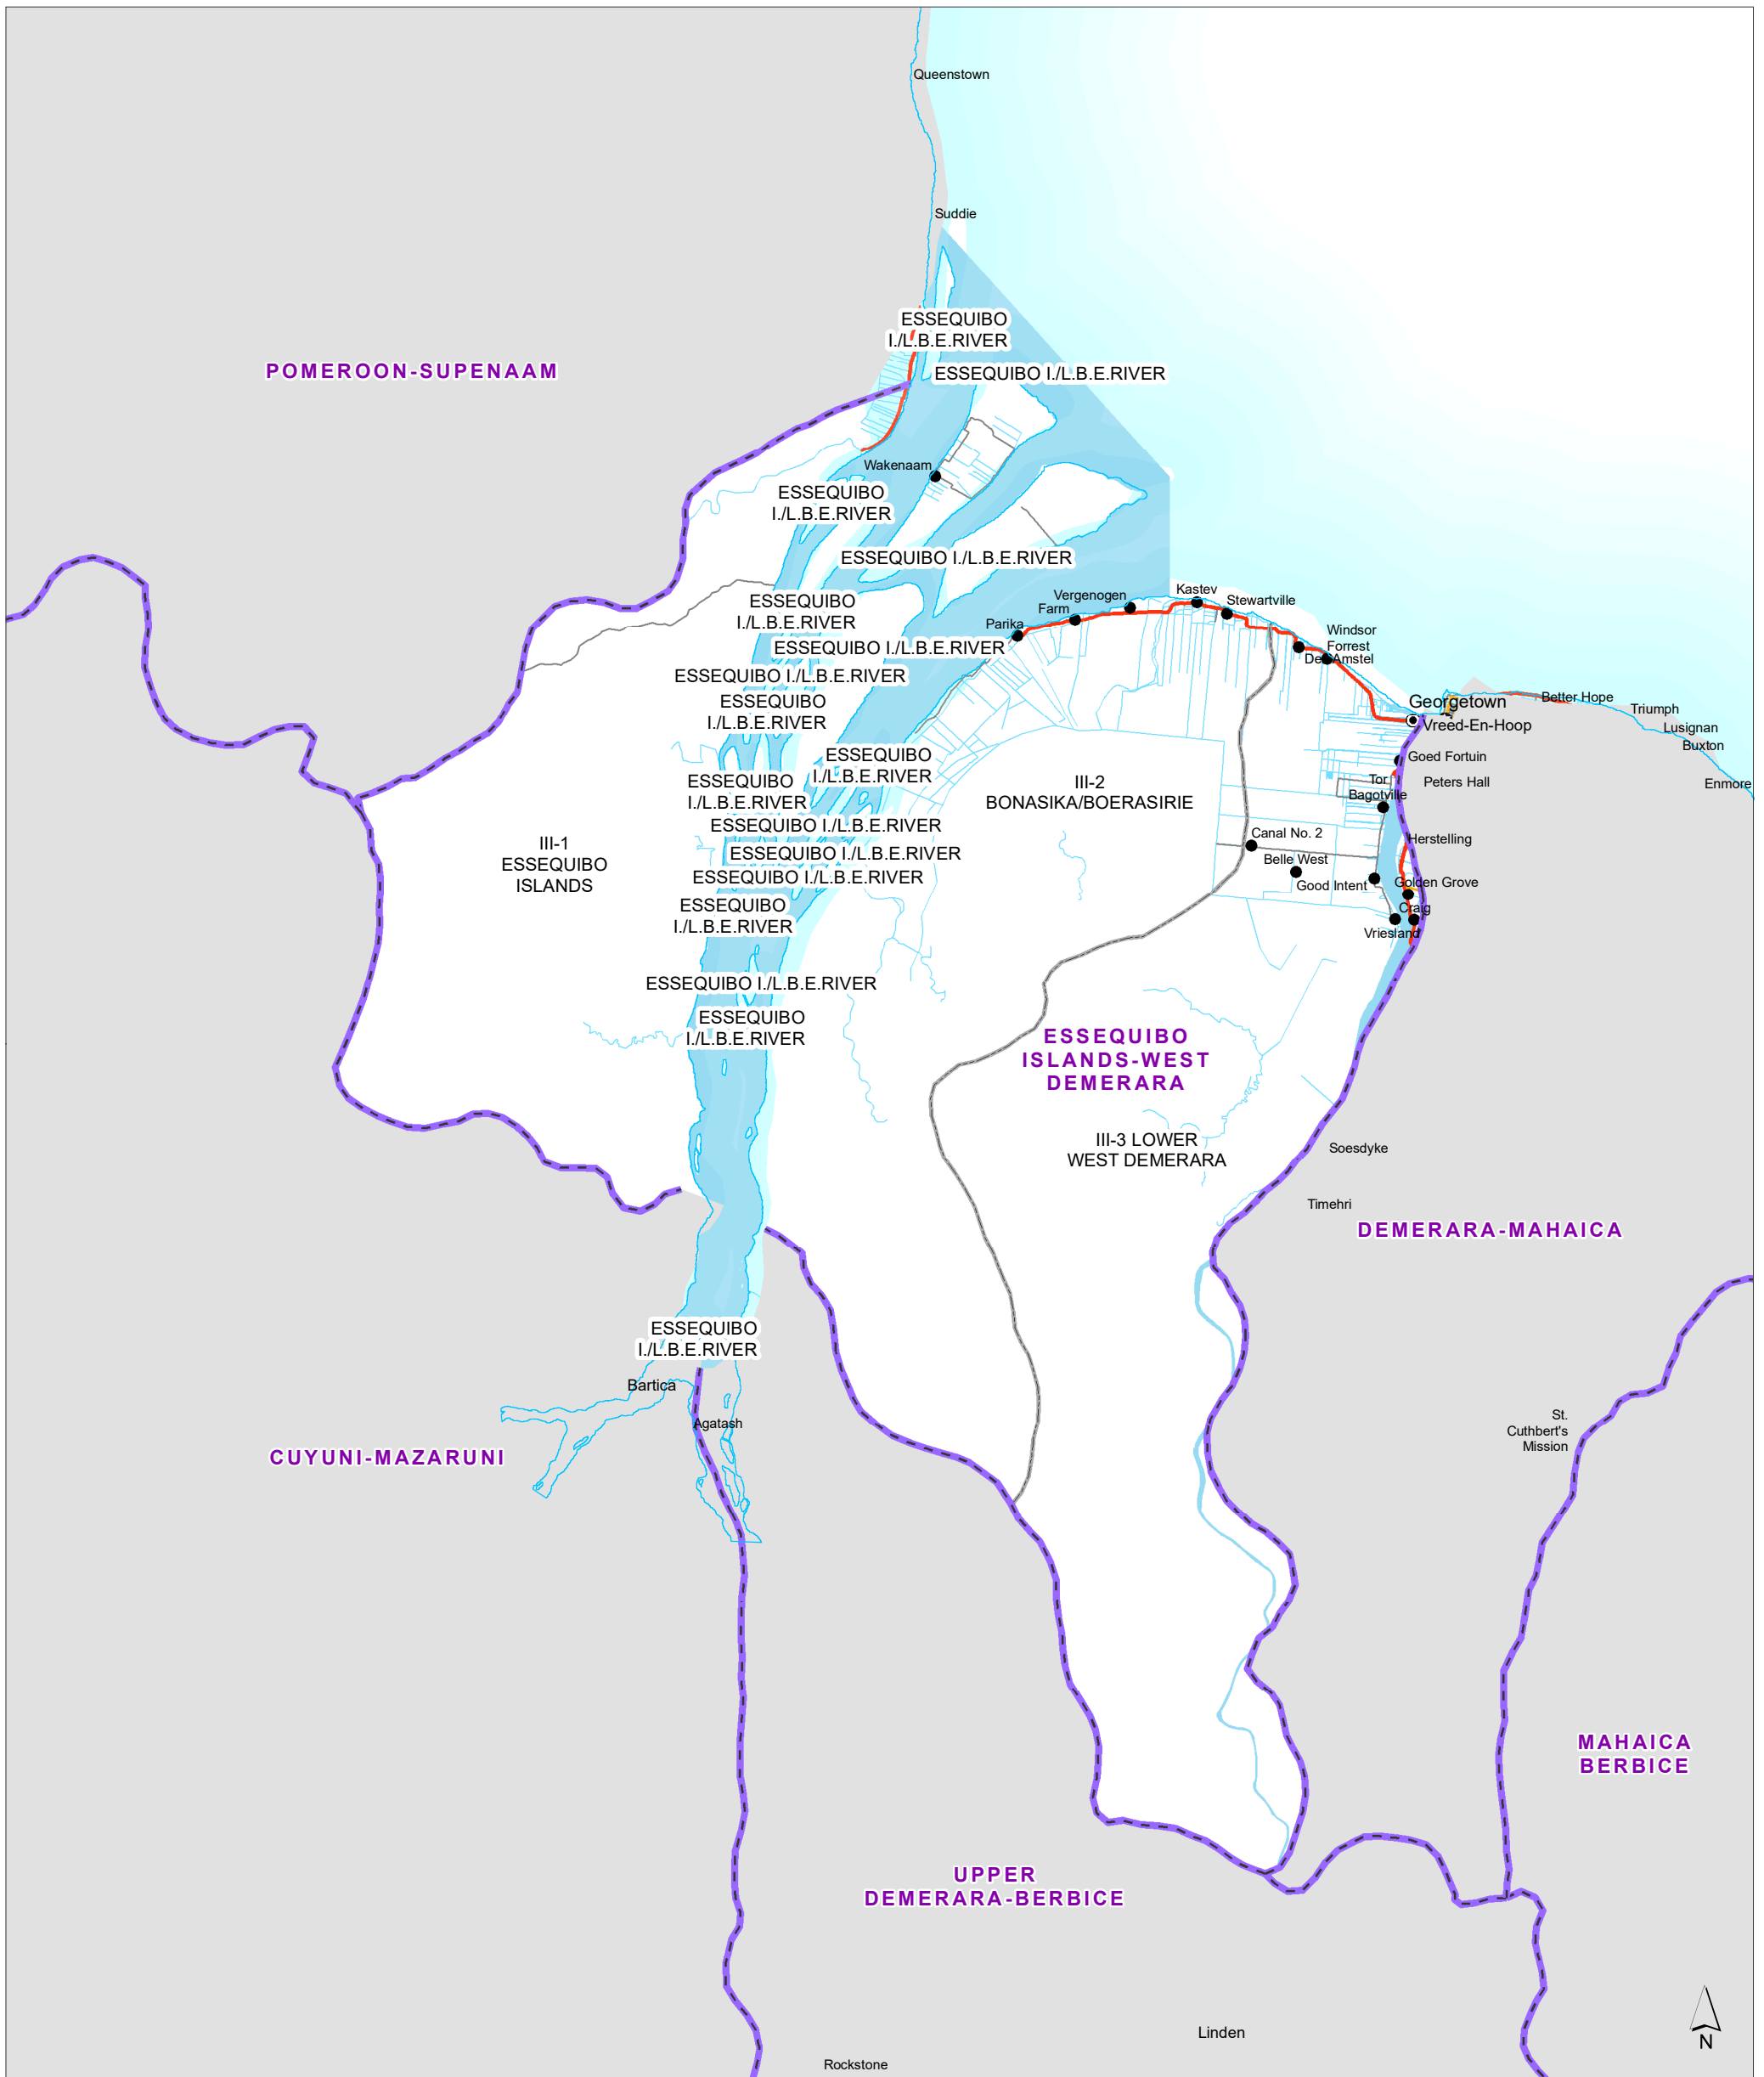 Queenstown
Suddie
ESSEQUIBO
I./L.B.E.RIVER
POMEROON-SUPENAAM
ESSEQUIBO I./L.B.E.RIVER
Wakenaam
ESSEQUIBO
I./L.B.E.RIVER
ESSEQUIBO I./L.B.E.RIVER
Kastev
Vergenogen
Stewartville
ESSEQUIBO
I./L.B.E.RIVER
Farm
Parika
Windsor
Forrest
De Amstel
ESSEQUIBO I./L.B.E.RIVER
ESSEQUIBO I./L.B.E.RIVER
ESSEQUIBO
I./L.B.E.RIVER
Georgetown
Vreed-En-Hoop
Better Hope
Triumph
Lusignan
Buxton
Enmore
ESSEQUIBO
I./L.B.E.RIVER
Goed Fortuin
Tor
Peters Hall
Bagotville
ESSEQUIBO
I./L.B.E.RIVER
III-2
BONASIKA/BOERASIRIE
ESSEQUIBO I./L.B.E.RIVER
Canal No. 2
Herstelling
III-1
ESSEQUIBO
ISLANDS
ESSEQUIBO I./L.B.E.RIVER
Belle West
ESSEQUIBO I./L.B.E.RIVER
Good Intent
Golden Grove
ESSEQUIBO
I./L.B.E.RIVER
Craig
Vriesland
ESSEQUIBO I./L.B.E.RIVER
ESSEQUIBO
I./L.B.E.RIVER
ESSEQUIBO
ISLANDS-WEST
DEMERARA
III-3 LOWER
WEST DEMERARA
Soesdyke
Timehri
DEMERARA-MAHAICA
ESSEQUIBO
I./L.B.E.RIVER
Bartica
Agatash
St.
Cuthbert's
Mission
CUYUNI-MAZARUNI
MAHAICA
BERBICE
UPPER
DEMERARA-BERBICE
Linden
Rockstone
N